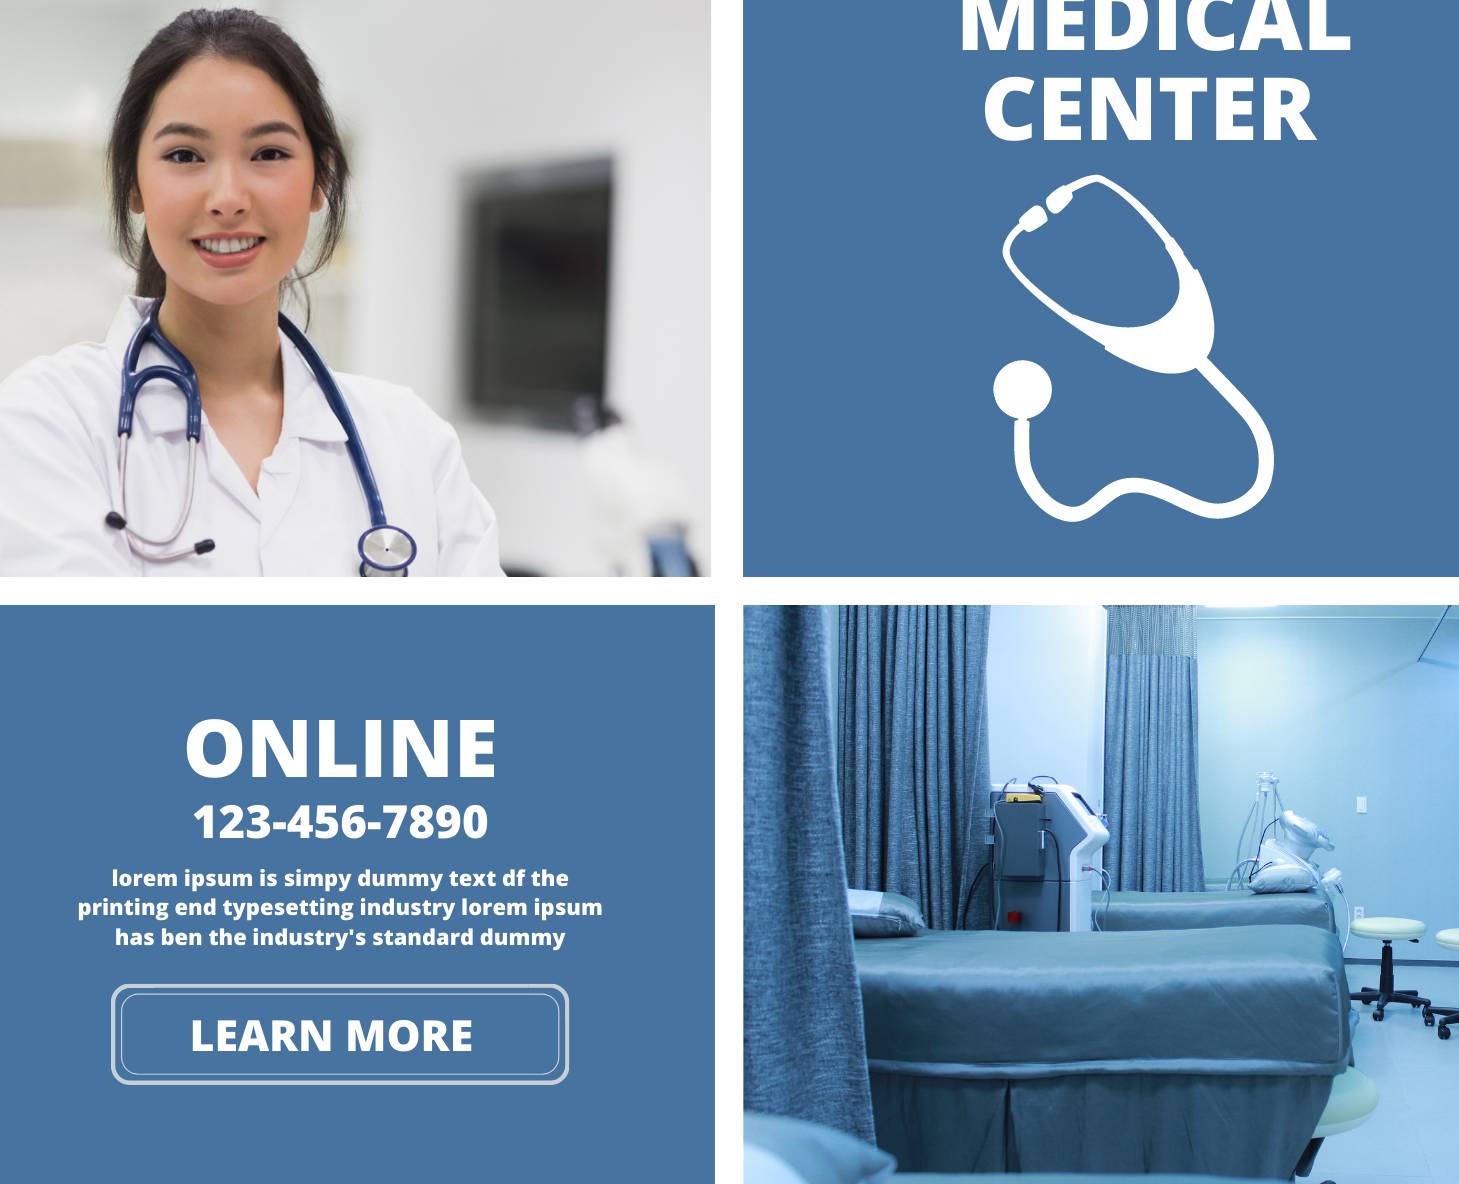 MEDICAL
CENTER
ONLINE
123-456-7890
lorem ipsum is simpy dummy text df the
printing end typesetting industry lorem ipsum
has ben the industry's standard dummy
LEARN MORE